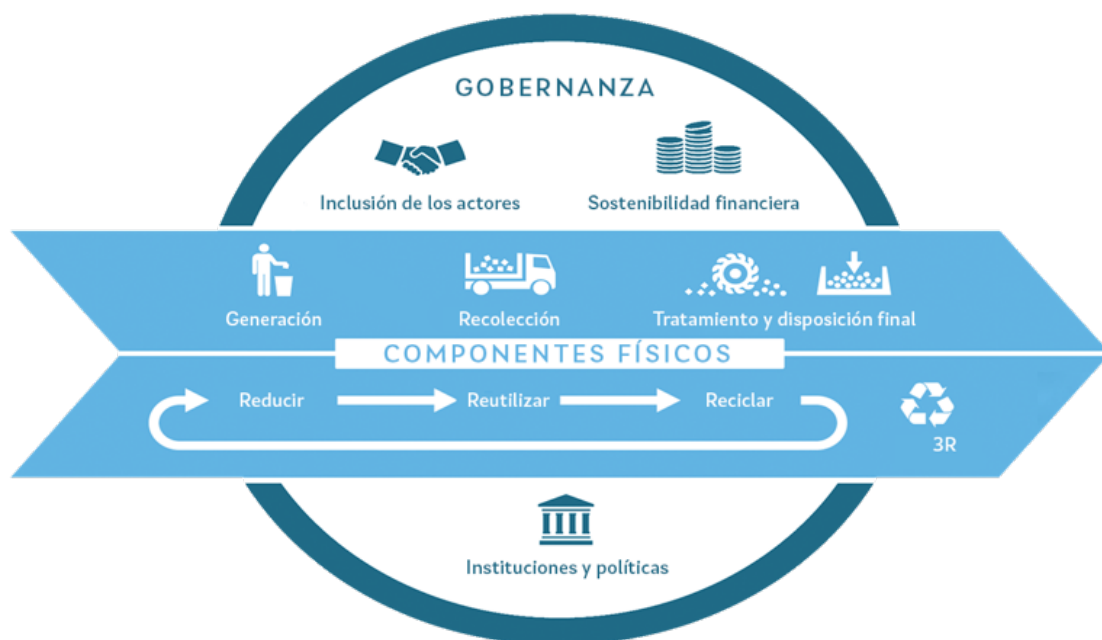 GOBERNANZA
Inclusión de los actores
Sostenibilidad financiera
Generación
Recolección
Tratamiento y disposición final
COMPONENTES FÍSICOS
Reducir
Reutilizar
Reciclar
3R
Instituciones y políticas